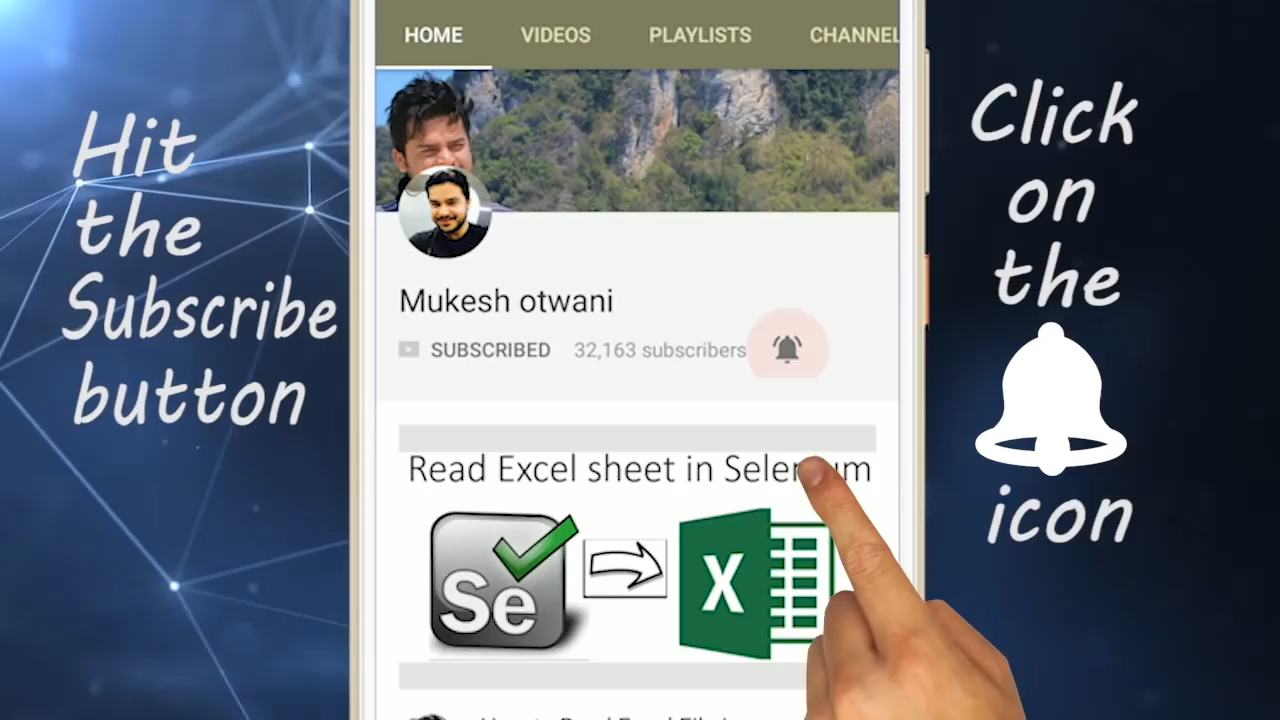 HOME VIDEOS PLAYLISTS CHANNEL
Hit
the
Subscribe
button
Mukesh otwani
SUBSCRIBED 32,163 subscribers
Read Excel sheet in Selenium
Se
X
Click
on
the
icon